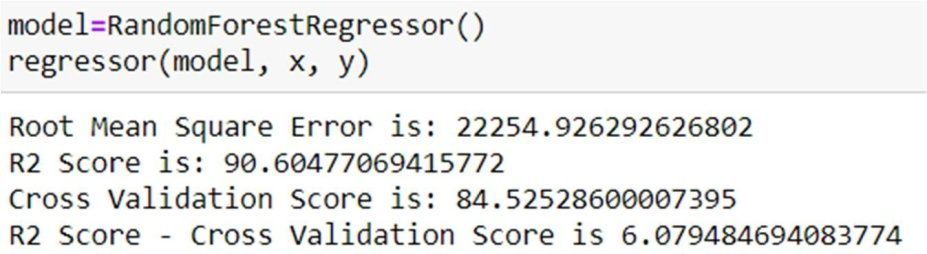 model=RandomForestRegressor()
regressor(model, x, y)
Root Mean Square Error is: 22254.926292626802
R2 Score is: 90.60477069415772
Cross Validation Score is: 84.52528600007395
R2 Score - Cross Validation Score is 6.079484694083774